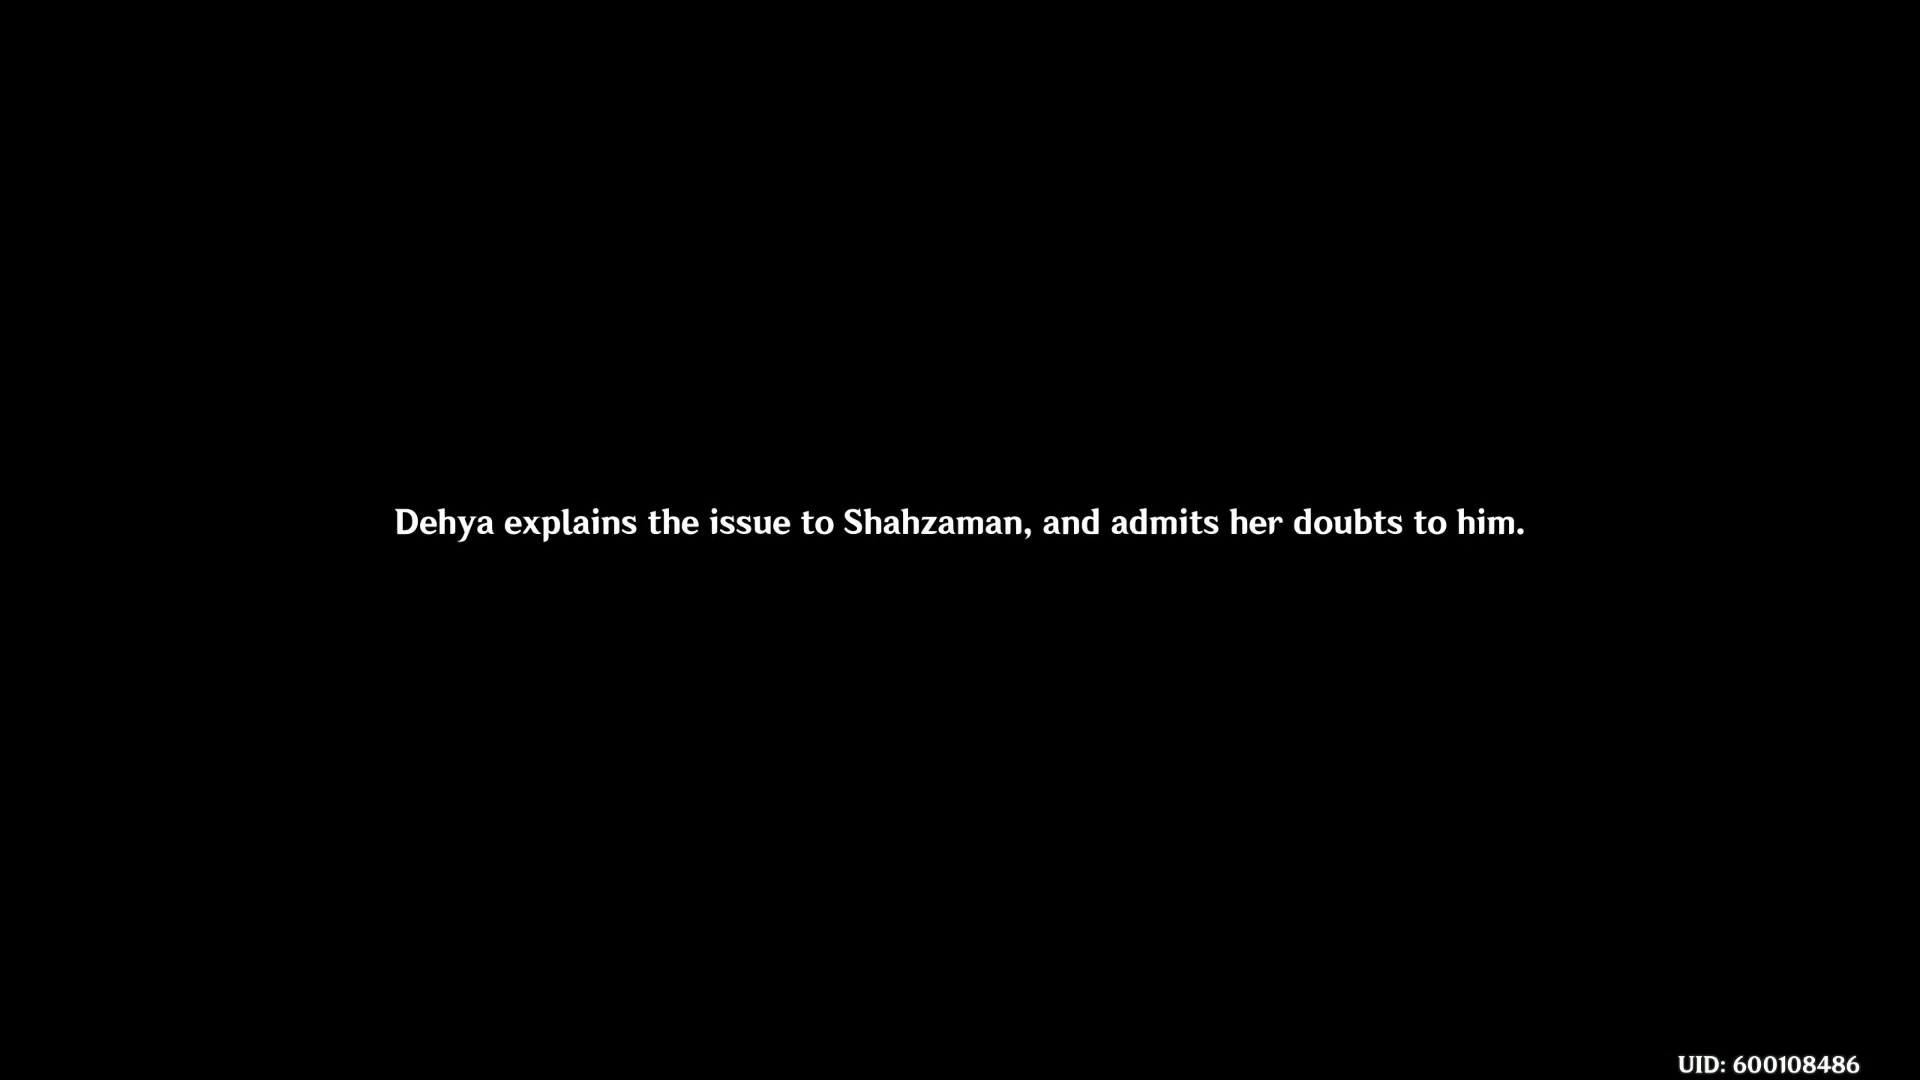 Dehya explains the issue to Shahzaman, and admits her doubts to him.
UID: 600108486